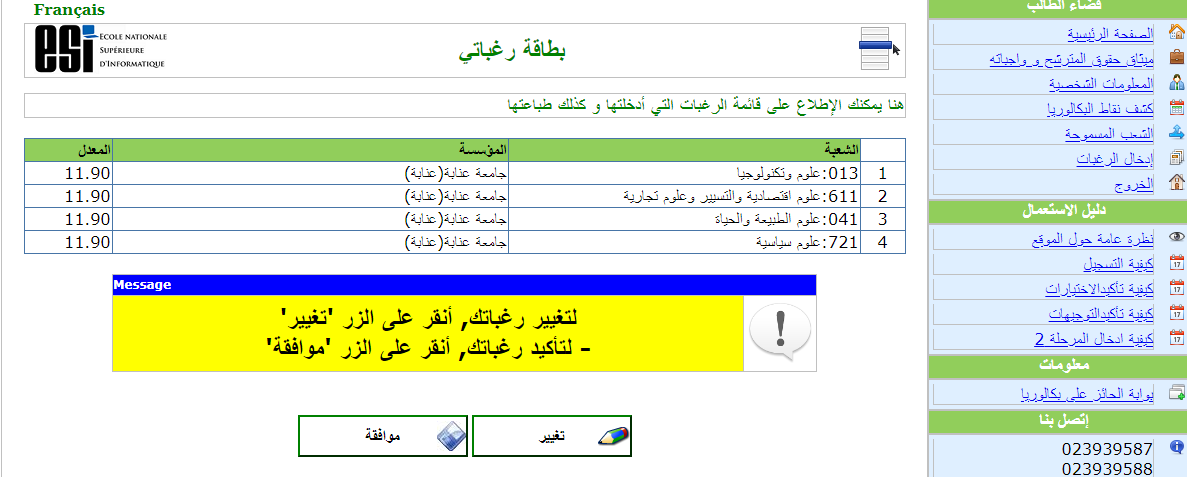 Français
esi ECOLE NATIONALE
SUPÉRIEURE
D'INFORMATIQUE
بطاقة رغباتي
هنا يمكنك الإطلاع على قائمة الرغبات التي أدخلتها و كذلك طباعتها
الشعبة المؤسسة المعدل
1 013:علوم وتكنولوجيا جامعة عنابة(عنابة) 11.90
2 611:علوم اقتصادية والتسيير وعلوم تجارية جامعة عنابة(عنابة) 11.90
3 041:علوم الطبيعة والحياة جامعة عنابة(عنابة) 11.90
4 721:علوم سياسية جامعة عنابة(عنابة) 11.90
Message
لتغيير رغباتك, أنقر على الزر 'تغيير'
- لتأكيد رغباتك, أنقر على الزر 'موافقة'
تغيير
موافقة
فضاء الطالب
الصفحة الرئيسية
ميثاق حقوق المترشح و واجباته
المعلومات الشخصية
كشف نقاط البكالوريا
الشعب المسموحة
إدخال الرغبات
الخروج
دليل الاستعمال
نظرة عامة حول الموقع
كيفية التسجيل
كيفية تأكيدالاختيارات
كيفية تأكيدالتوجيهات
كيفية ادخال المرحلة 2
معلومات
بوابة الحائز على بكالوريا
إتصل بنا
023939587
023939588